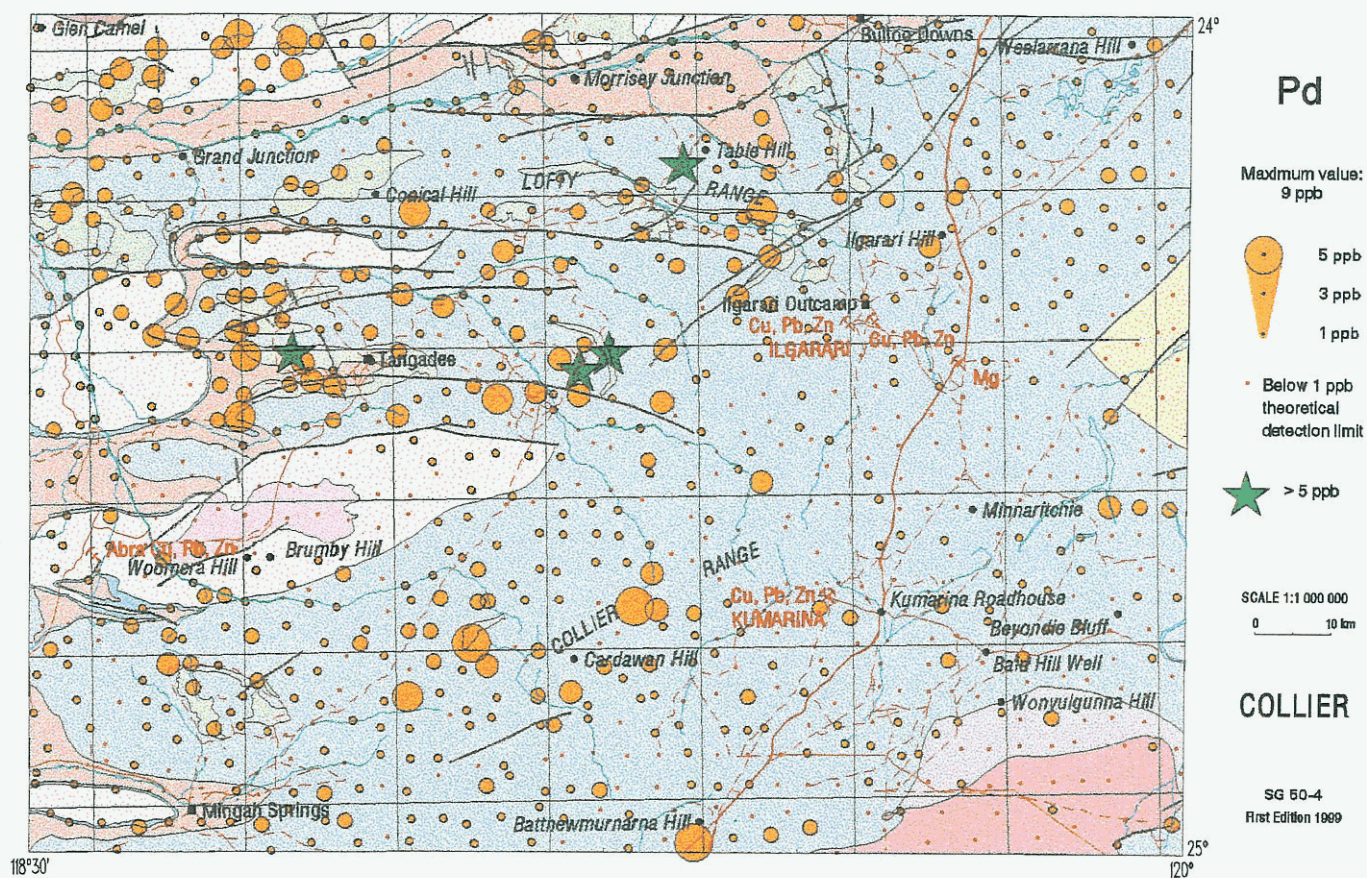 24°
Glen Camel
Bulloo Downs
Weelarrana Hill
Morrisey Junction
Grand Junction
Table Hill
LOFTY
RANGE
Conical Hill
Ilgarari Hill
Ilgarari Outcamp
Cu, Pb, Zn
Cu, Pb, Zn
ILGARARI
Tangadee
Mg
Minnaritchie
Abra Cu, Pb, Zn
Woomera Hill
Brumby Hill
RANGE
COLLIER
Cu, Pb, Zn
KUMARINA
Kumarina Roadhouse
Beyondie Bluff
Cardawan Hill
Bald Hill Well
Wonyulgunna Hill
Mingah Springs
Battnewmurnarna Hill
118°30'
25°
120°
Pd
Maximum value:
9 ppb
5 ppb
3 ppb
1 ppb
Below 1 ppb
theoretical
detection limit
> 5 ppb
SCALE 1:1 000 000
0 10 km
COLLIER
SG 50-4
First Edition 1999